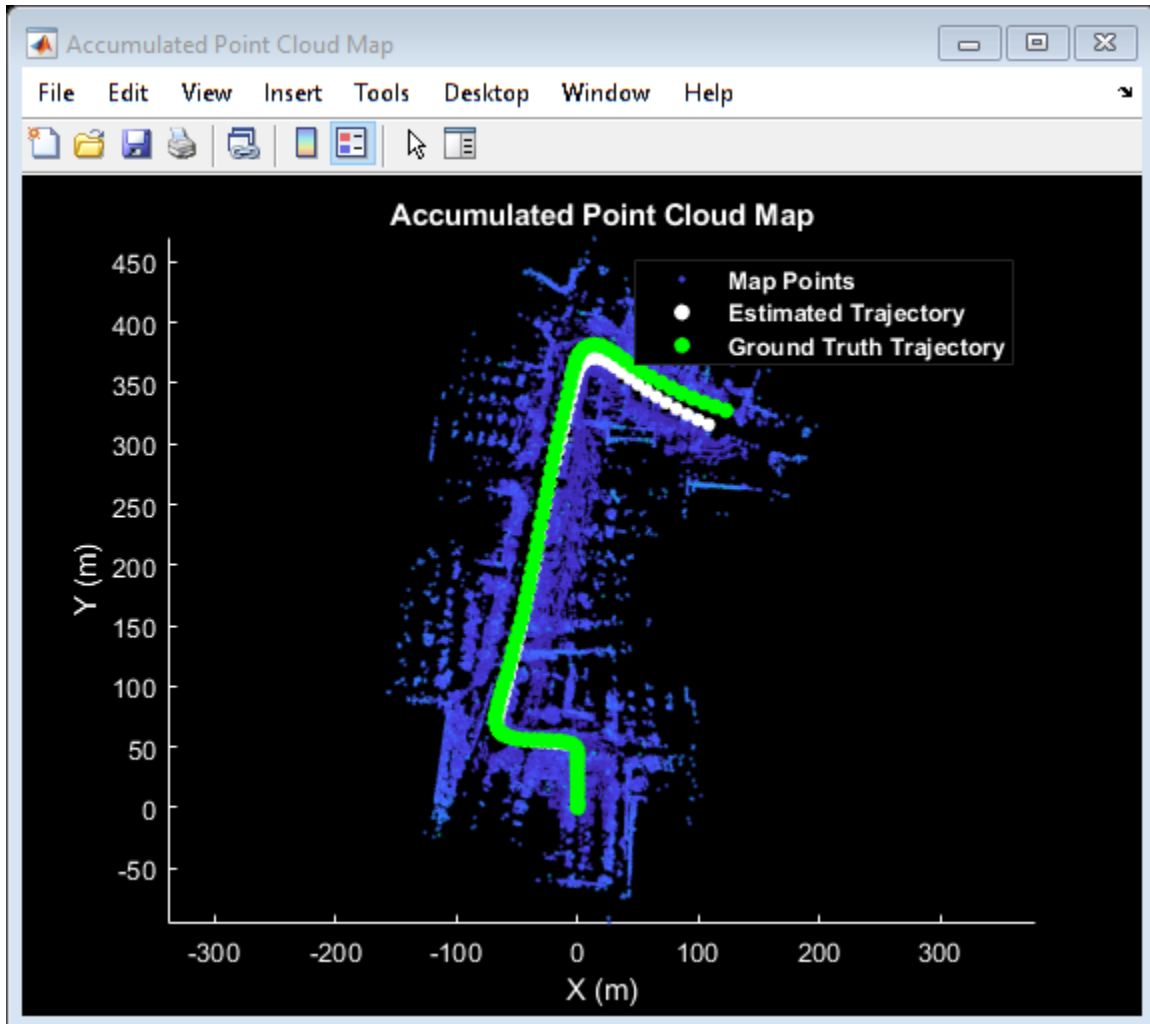 Accumulated Point Cloud Map
File Edit View Insert Tools Desktop Window Help
Accumulated Point Cloud Map
Map Points
Estimated Trajectory
Ground Truth Trajectory
450
400
350
300
250
200
150
100
50
0
-50
Y (m)
-300 -200 -100 0 100 200 300
X (m)